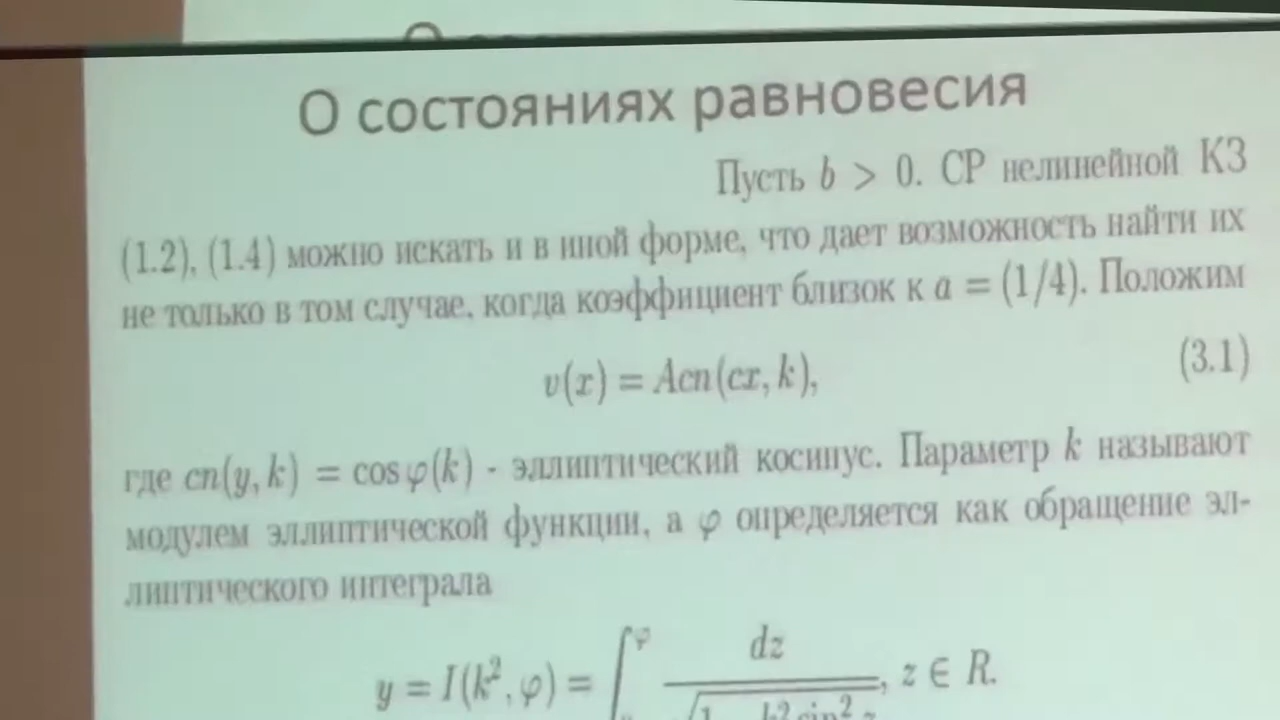 О состояниях равновесия
Пусть b > 0. СР нелинейной КЗ
(1.2), (1.4) можно искать и в иной форме, что дает возможность найти их
не только в том случае, когда коэффициент близок к a = (1/4). Положим
v(x) = Acn(cx, k), (3.1)
где cn(y, k) = cos φ(k) - эллиптический косинус. Параметр k называют
модулем эллиптической функции, а φ определяется как обращение эл-
липтического интеграла
y = I(k², φ) = ∫ φ dz / √1 k² sin² z, z ∈ R.